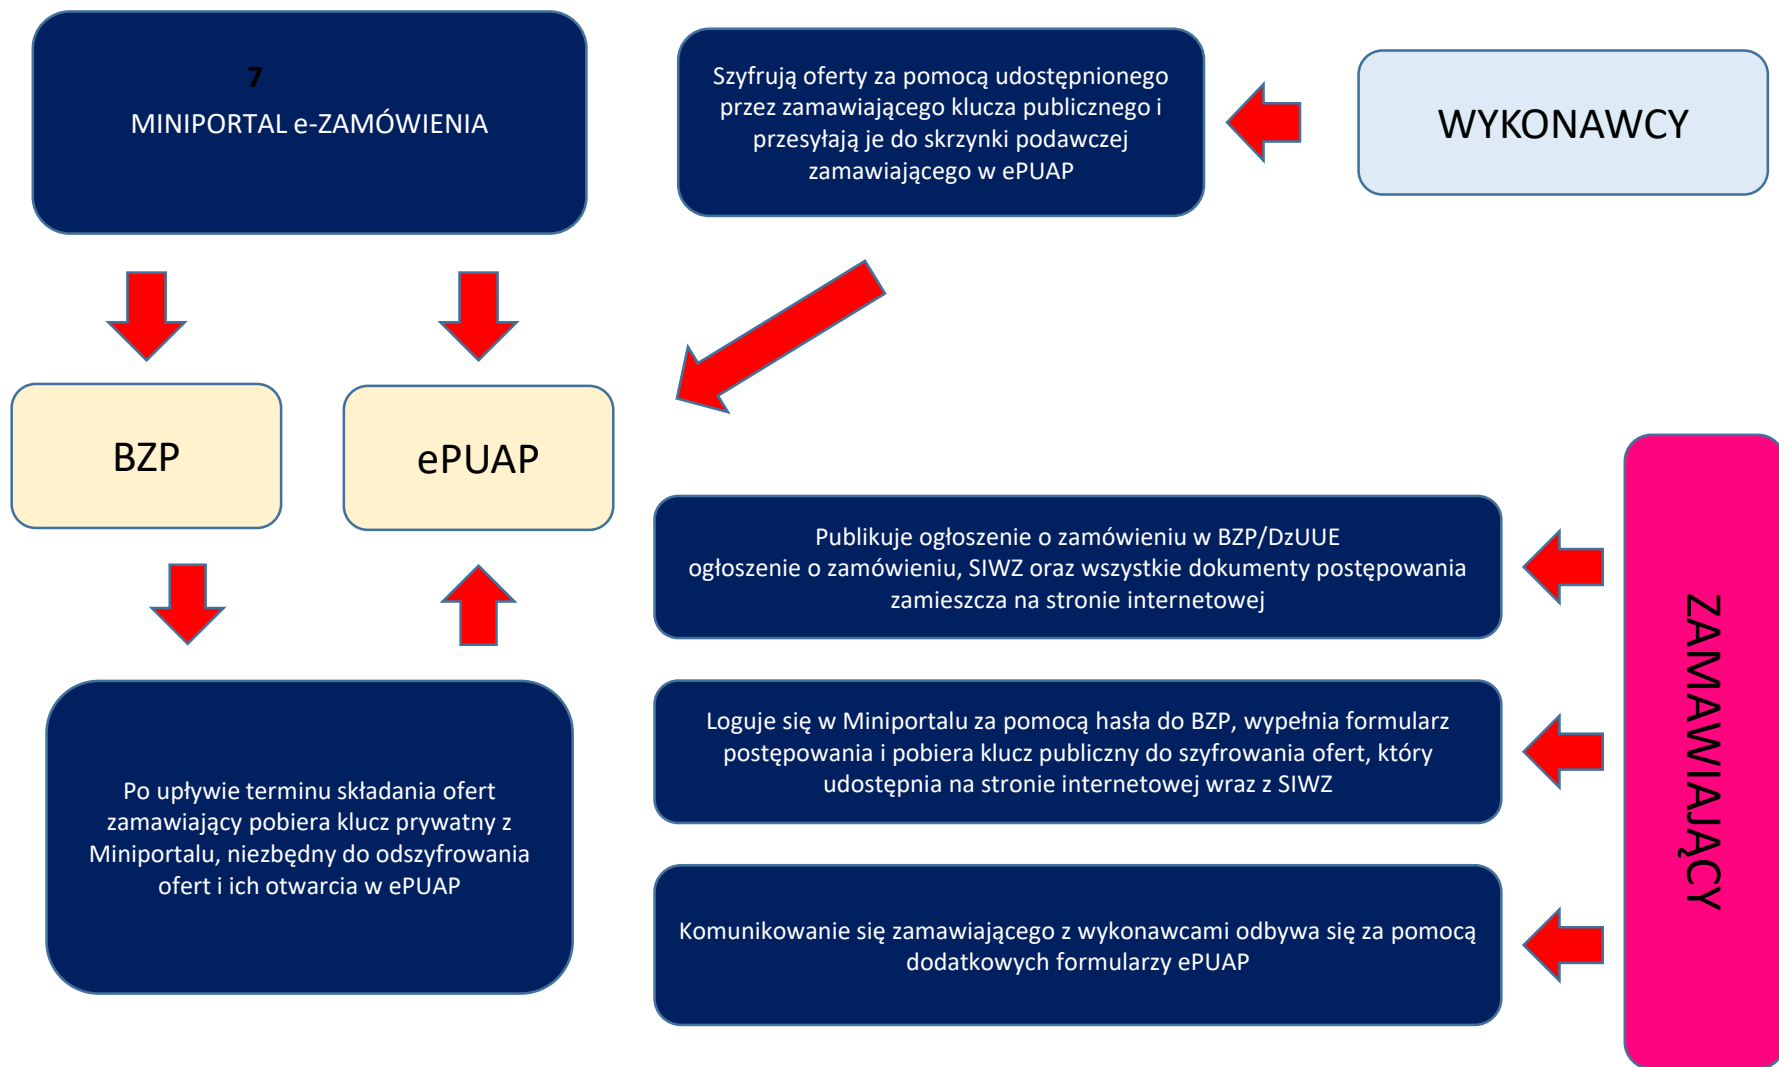 7
MINIPORTAL e-ZAMÓWIENIA
Szyfrują oferty za pomocą udostępnionego
przez zamawiającego klucza publicznego i
przesyłają je do skrzynki podawczej
zamawiającego w ePUAP
WYKONAWCY
BZP
ePUAP
Publikuje ogłoszenie o zamówieniu w BZP/DzUUE
ogłoszenie o zamówieniu, SIWZ oraz wszystkie dokumenty postępowania
zamieszcza na stronie internetowej
Loguje się w Miniportalu za pomocą hasła do BZP, wypełnia formularz
postępowania i pobiera klucz publiczny do szyfrowania ofert, który
udostępnia na stronie internetowej wraz z SIWZ
Po upływie terminu składania ofert
zamawiający pobiera klucz prywatny z
Miniportalu, niezbędny do odszyfrowania
ofert i ich otwarcia w ePUAP
Komunikowanie się zamawiającego z wykonawcami odbywa się za pomocą
dodatkowych formularzy ePUAP
ZAMAWIAJĄCY